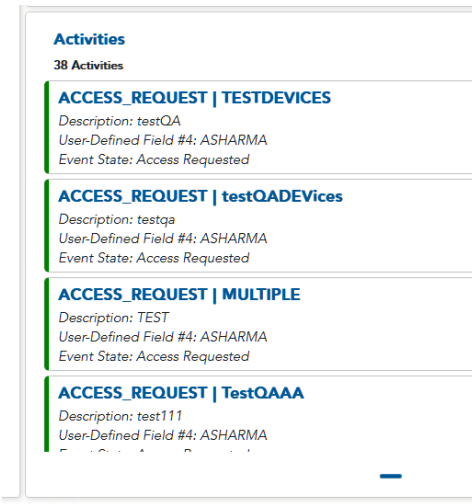 Activities
38 Activities
ACCESS_REQUEST | TESTDEVICES
Description: testQA
User-Defined Field #4: ASHARMA
Event State: Access Requested
ACCESS_REQUEST | testQADEVices
Description: testqa
User-Defined Field #4: ASHARMA
Event State: Access Requested
ACCESS_REQUEST | MULTIPLE
Description: TEST
User-Defined Field #4: ASHARMA
Event State: Access Requested
ACCESS_REQUEST | TestQAAA
Description: test111
User-Defined Field #4: ASHARMA